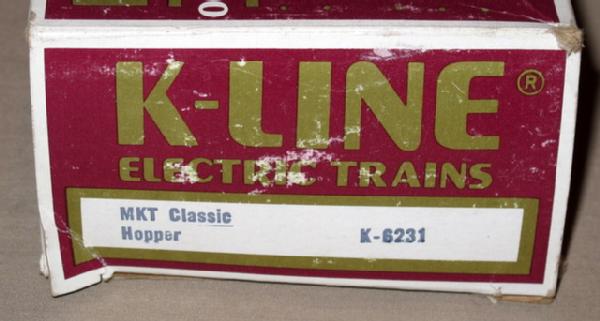 K-LINE®
ELECTRIC TRAINS
MKT Classic
Hopper K-6231